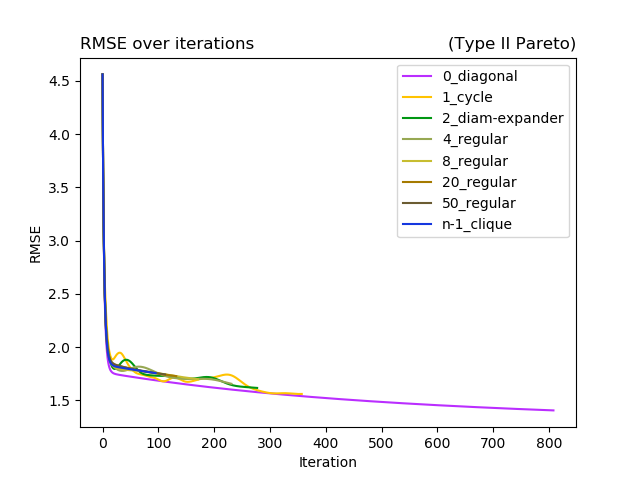 RMSE over iterations (Type II Pareto)
0_diagonal
1_cycle
2_diam-expander
4_regular
8_regular
20_regular
50_regular
n-1_clique
RMSE
4.5
4.0
3.5
3.0
2.5
2.0
1.5
0 100 200 300 400 500 600 700 800
Iteration